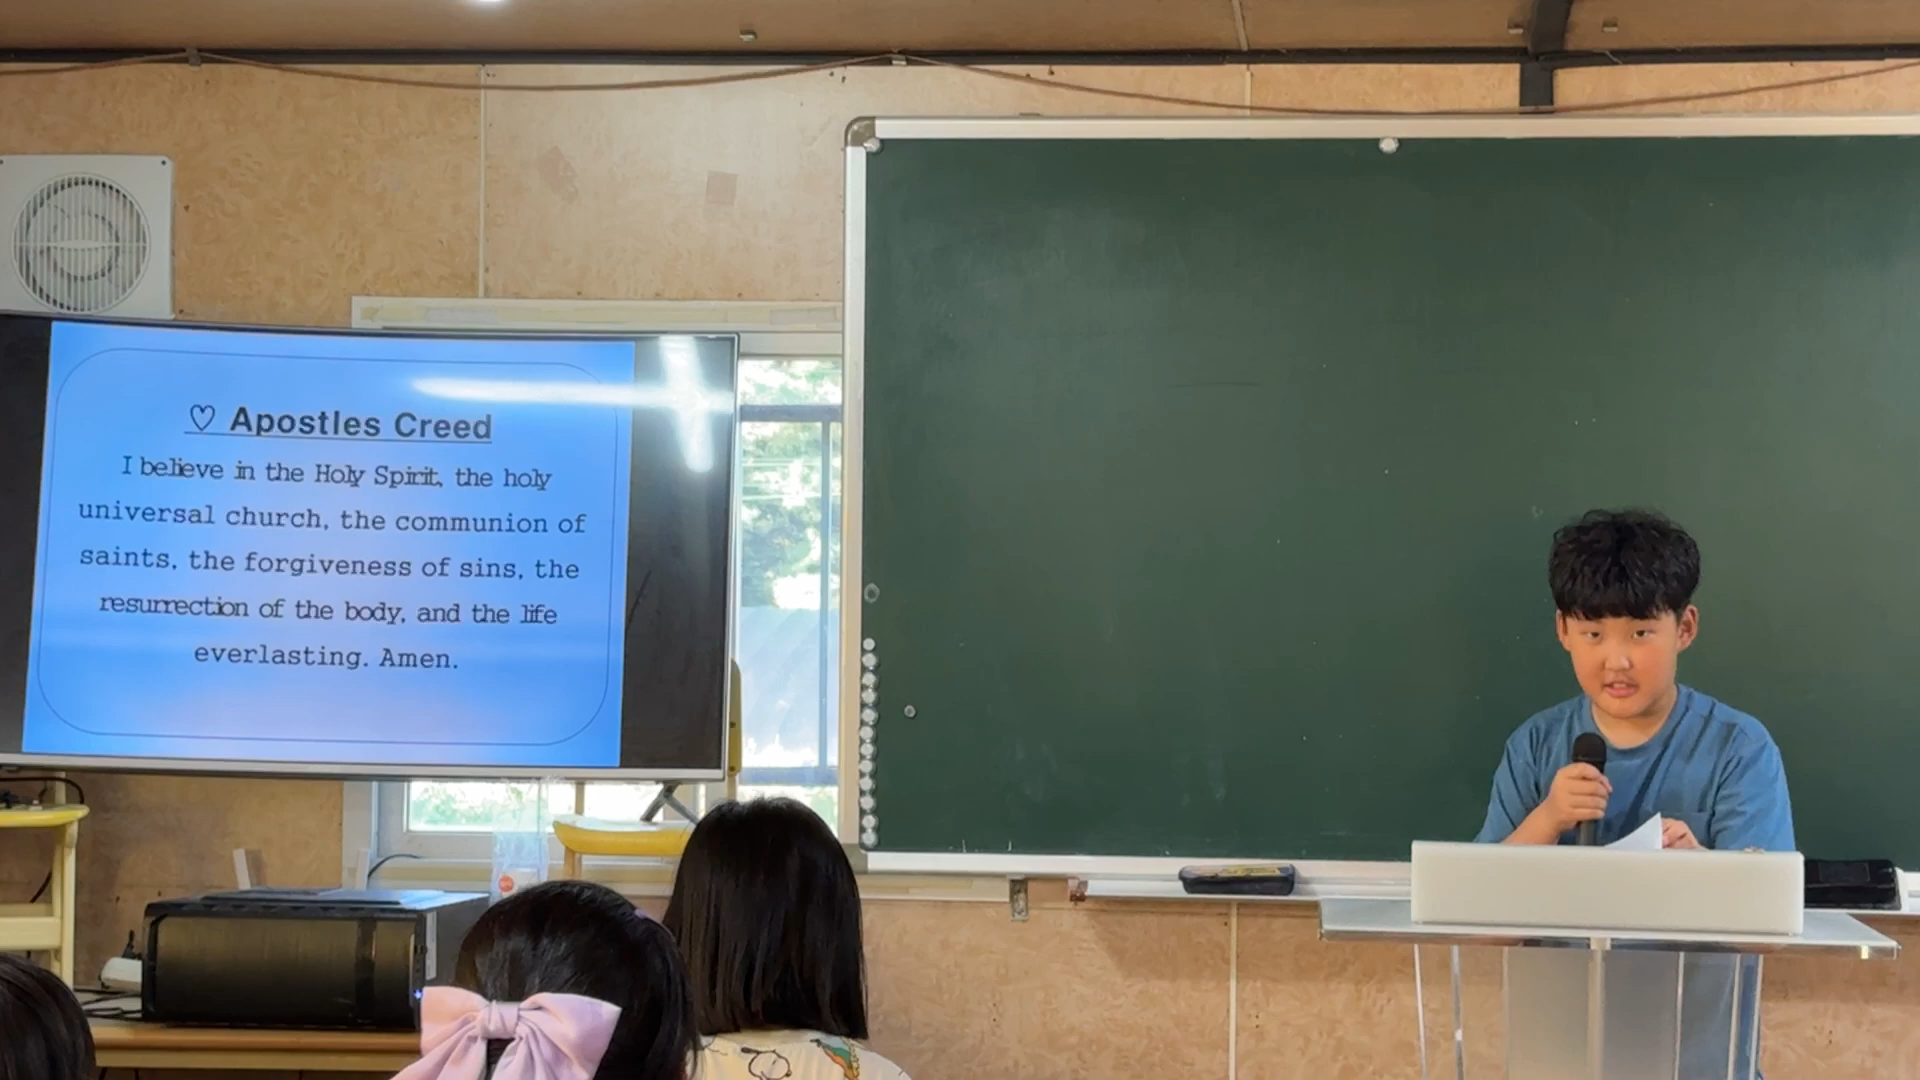 ♡ Apostles Creed
I believe in the Holy Spirit, the holy
universal church, the communion of
saints, the forgiveness of sins, the
resurrection of the body, and the life
everlasting. Amen.